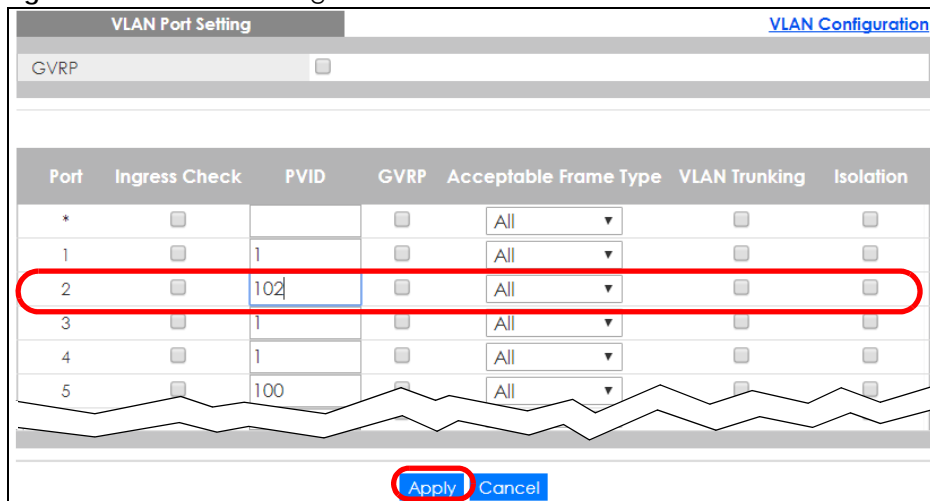 VLAN Port Setting VLAN Configuration
GVRP
Port Ingress Check PVID GVRP Acceptable Frame Type VLAN Trunking Isolation
* All
1 1 All
2 102 All
3 1 All
4 1 All
5 100 All
Apply Cancel